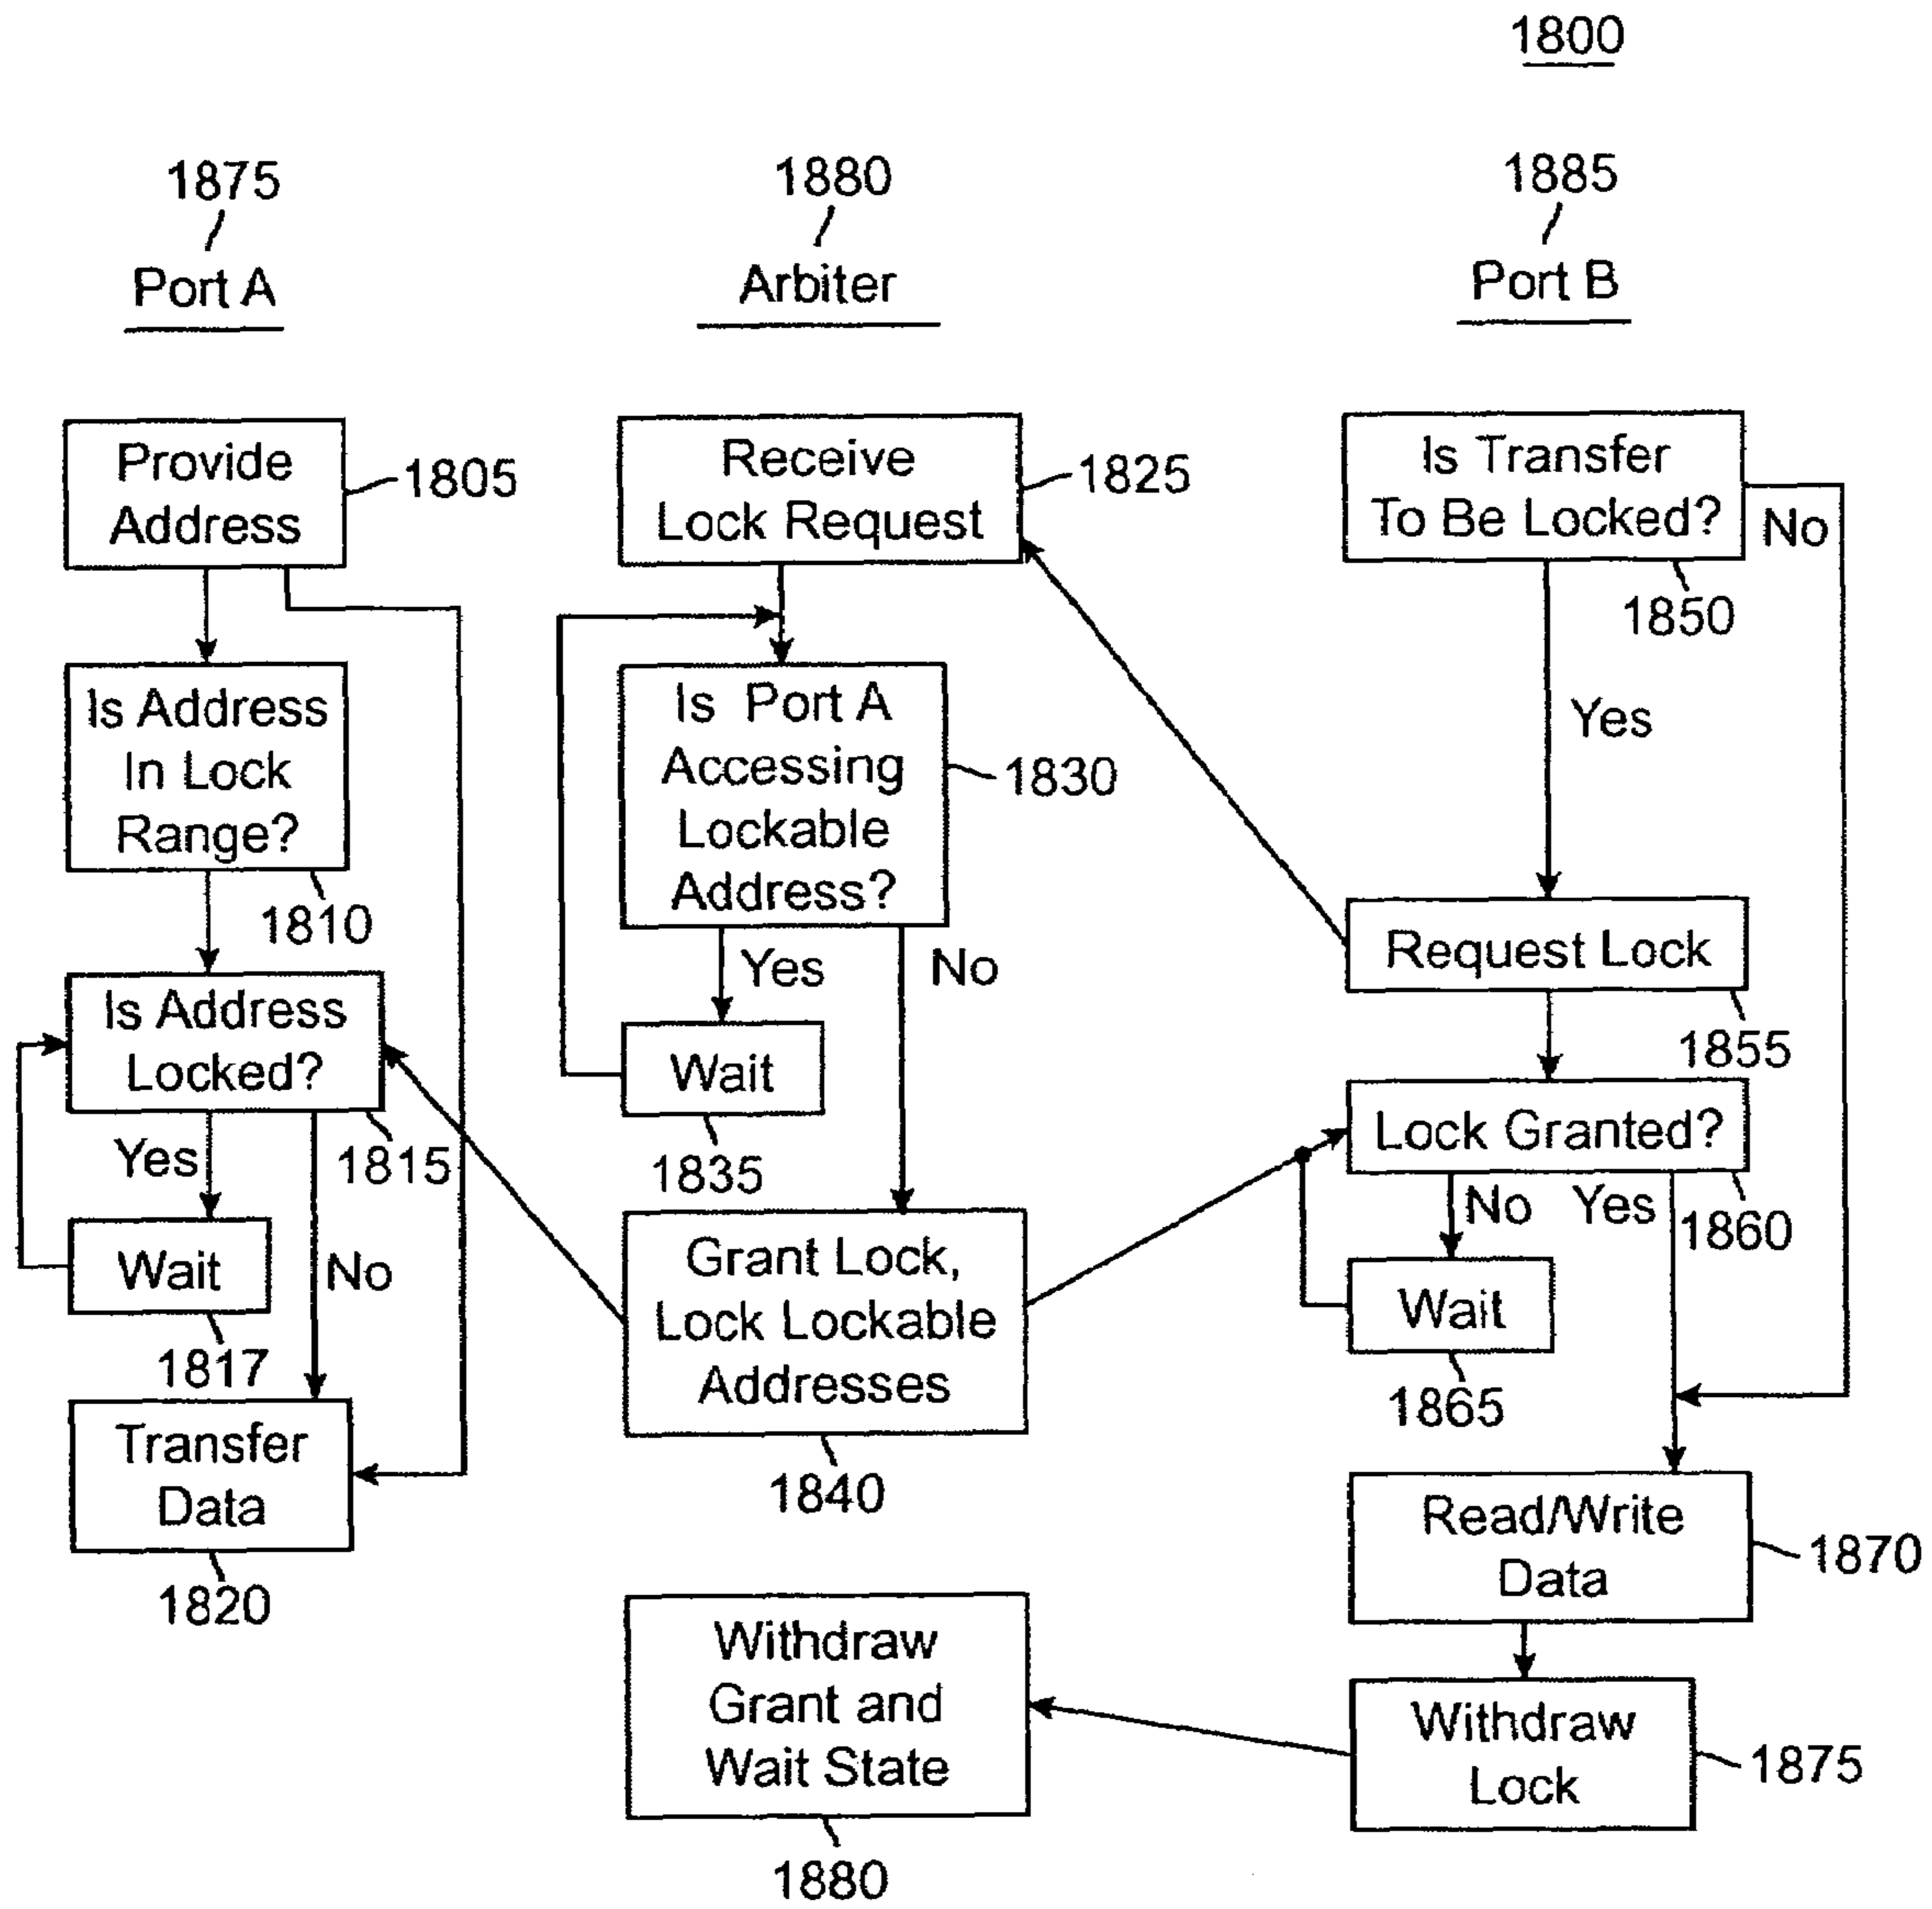 1800
1875
Port A
1880
Arbiter
1885
Port B
Provide
Address
1805
Is Address
In Lock
Range?
1810
Is Address
Locked?
1815
Yes
No
Wait
1817
Transfer
Data
1820
Receive
Lock Request
1825
Is Port A
Accessing
Lockable
Address?
1830
Yes
No
Wait
1835
Grant Lock,
Lock Lockable
Addresses
1840
Withdraw
Grant and
Wait State
1880
Is Transfer
To Be Locked?
No
1850
Yes
Request Lock
1855
Lock Granted?
No
Yes
1860
Wait
1865
Read/Write
Data
1870
Withdraw
Lock
1875